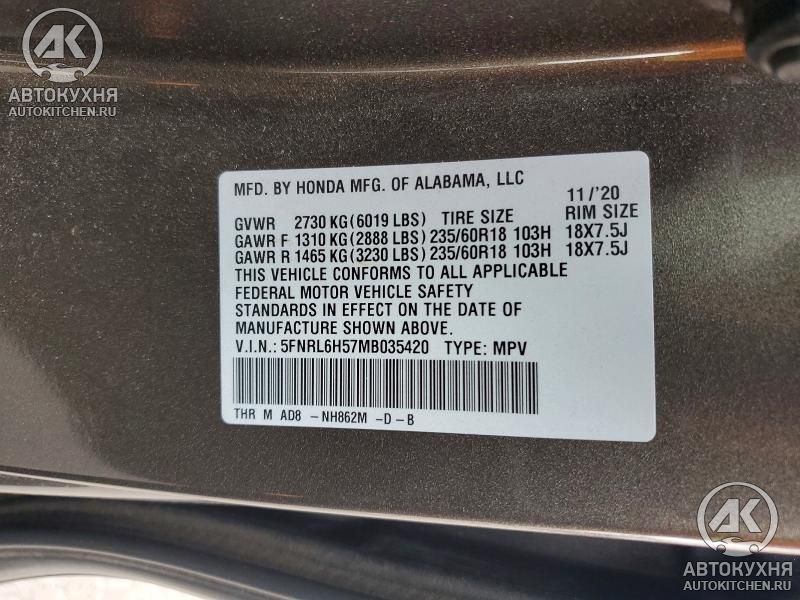 АК
АВТОКУХНЯ
AUTOKITCHEN.RU
MFD. BY HONDA MFG. OF ALABAMA, LLC 11/'20
GVWR 2730 KG(6019 LBS) TIRE SIZE RIM SIZE
GAWR F 1310 KG(2888 LBS) 235/60R18 103H 18X7.5J
GAWR R 1465 KG(3230 LBS) 235/60R18 103H 18X7.5J
THIS VEHICLE CONFORMS TO ALL APPLICABLE
FEDERAL MOTOR VEHICLE SAFETY
STANDARDS IN EFFECT ON THE DATE OF
MANUFACTURE SHOWN ABOVE.
V.I.N.: 5FNRL6H57MB035420 TYPE: MPV
THR M AD8 -NH862M -D-B
АК
АВТОКУХНЯ
AUTOKITCHEN.RU